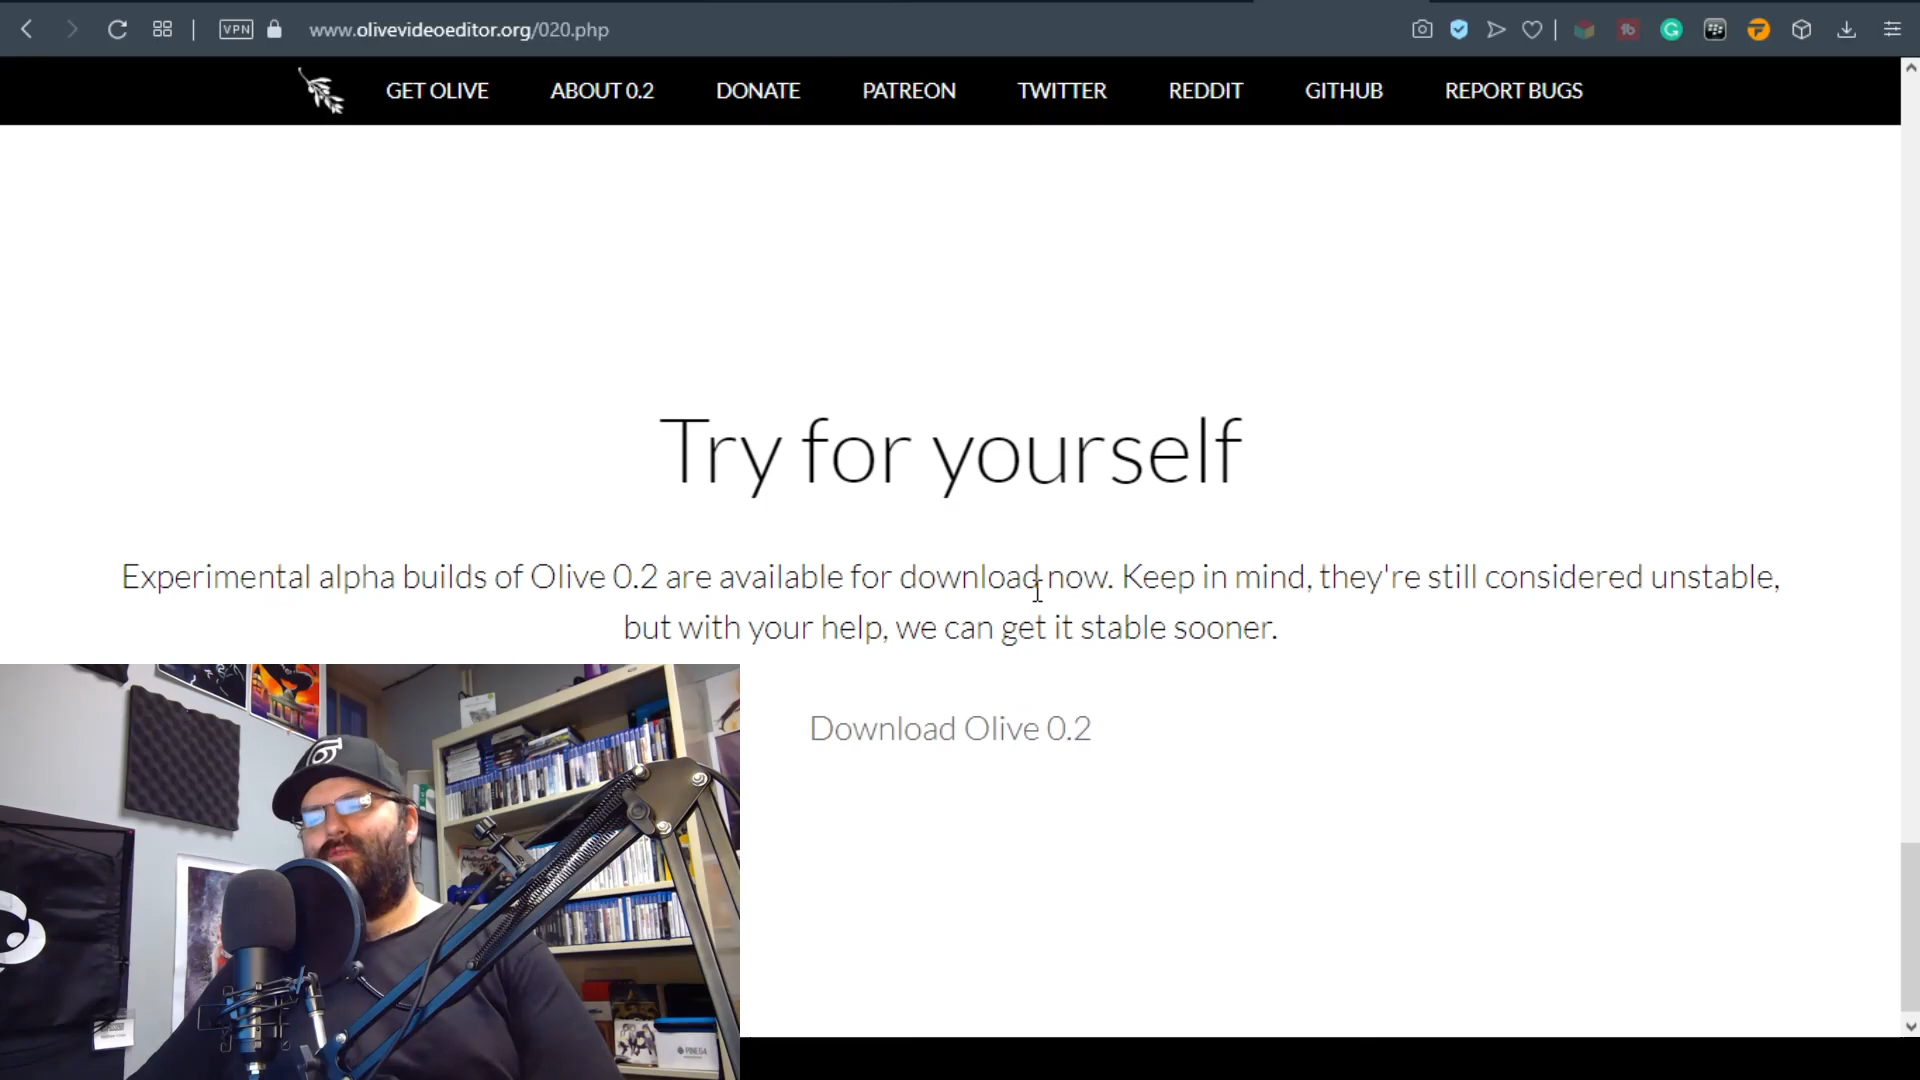 VPN
www.olivevideoeditor.org/020.php
GET OLIVE
ABOUT 0.2
DONATE
PATREON
TWITTER
REDDIT
GITHUB
REPORT BUGS
Try for yourself
Experimental alpha builds of Olive 0.2 are available for download now. Keep in mind, they're still considered unstable,
but with your help, we can get it stable sooner.
Download Olive 0.2
PINE64